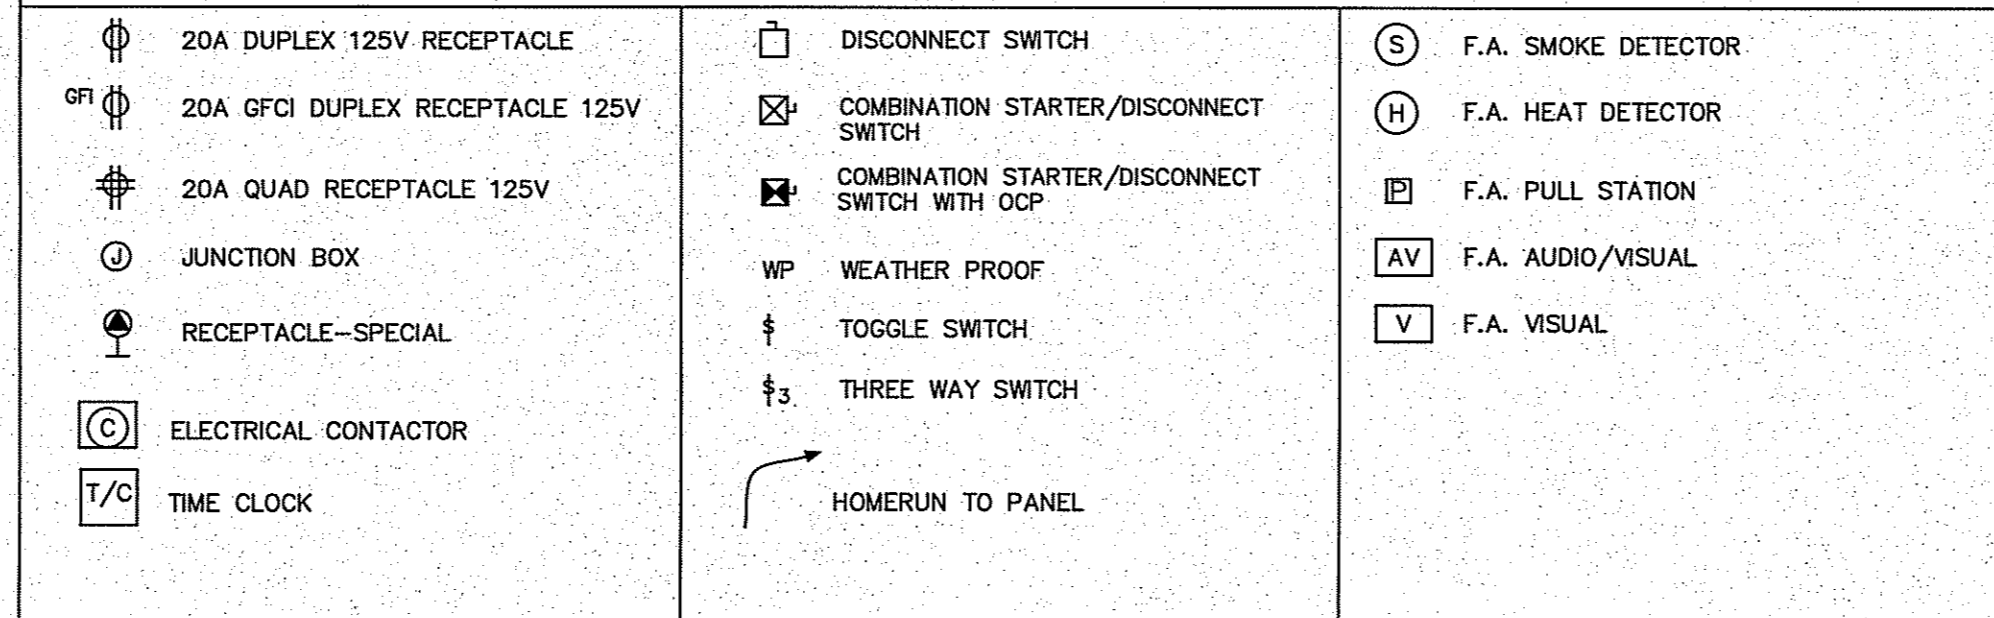 20A DUPLEX 125V RECEPTACLE
GFI 20A GFCI DUPLEX RECEPTACLE 125V
20A QUAD RECEPTACLE 125V
J JUNCTION BOX
RECEPTACLE-SPECIAL
C ELECTRICAL CONTACTOR
T/C TIME CLOCK
DISCONNECT SWITCH
COMBINATION STARTER/DISCONNECT
SWITCH
COMBINATION STARTER/DISCONNECT
SWITCH WITH OCP
WP WEATHER PROOF
$ TOGGLE SWITCH
$3 THREE WAY SWITCH
HOMERUN TO PANEL
S F.A. SMOKE DETECTOR
H F.A. HEAT DETECTOR
P F.A. PULL STATION
AV F.A. AUDIO/VISUAL
V F.A. VISUAL